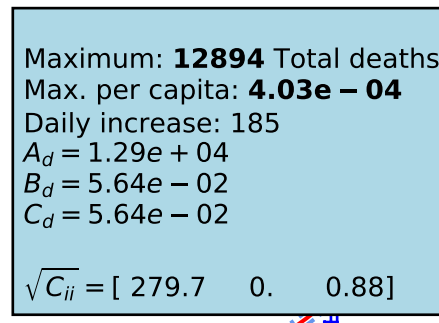 Maximum: 12894 Total deaths
Max. per capita: 4.03e − 04
Daily increase: 185
A_d = 1.29e + 04
B_d = 5.64e − 02
C_d = 5.64e − 02
√C_ii = [ 279.7 0. 0.88]